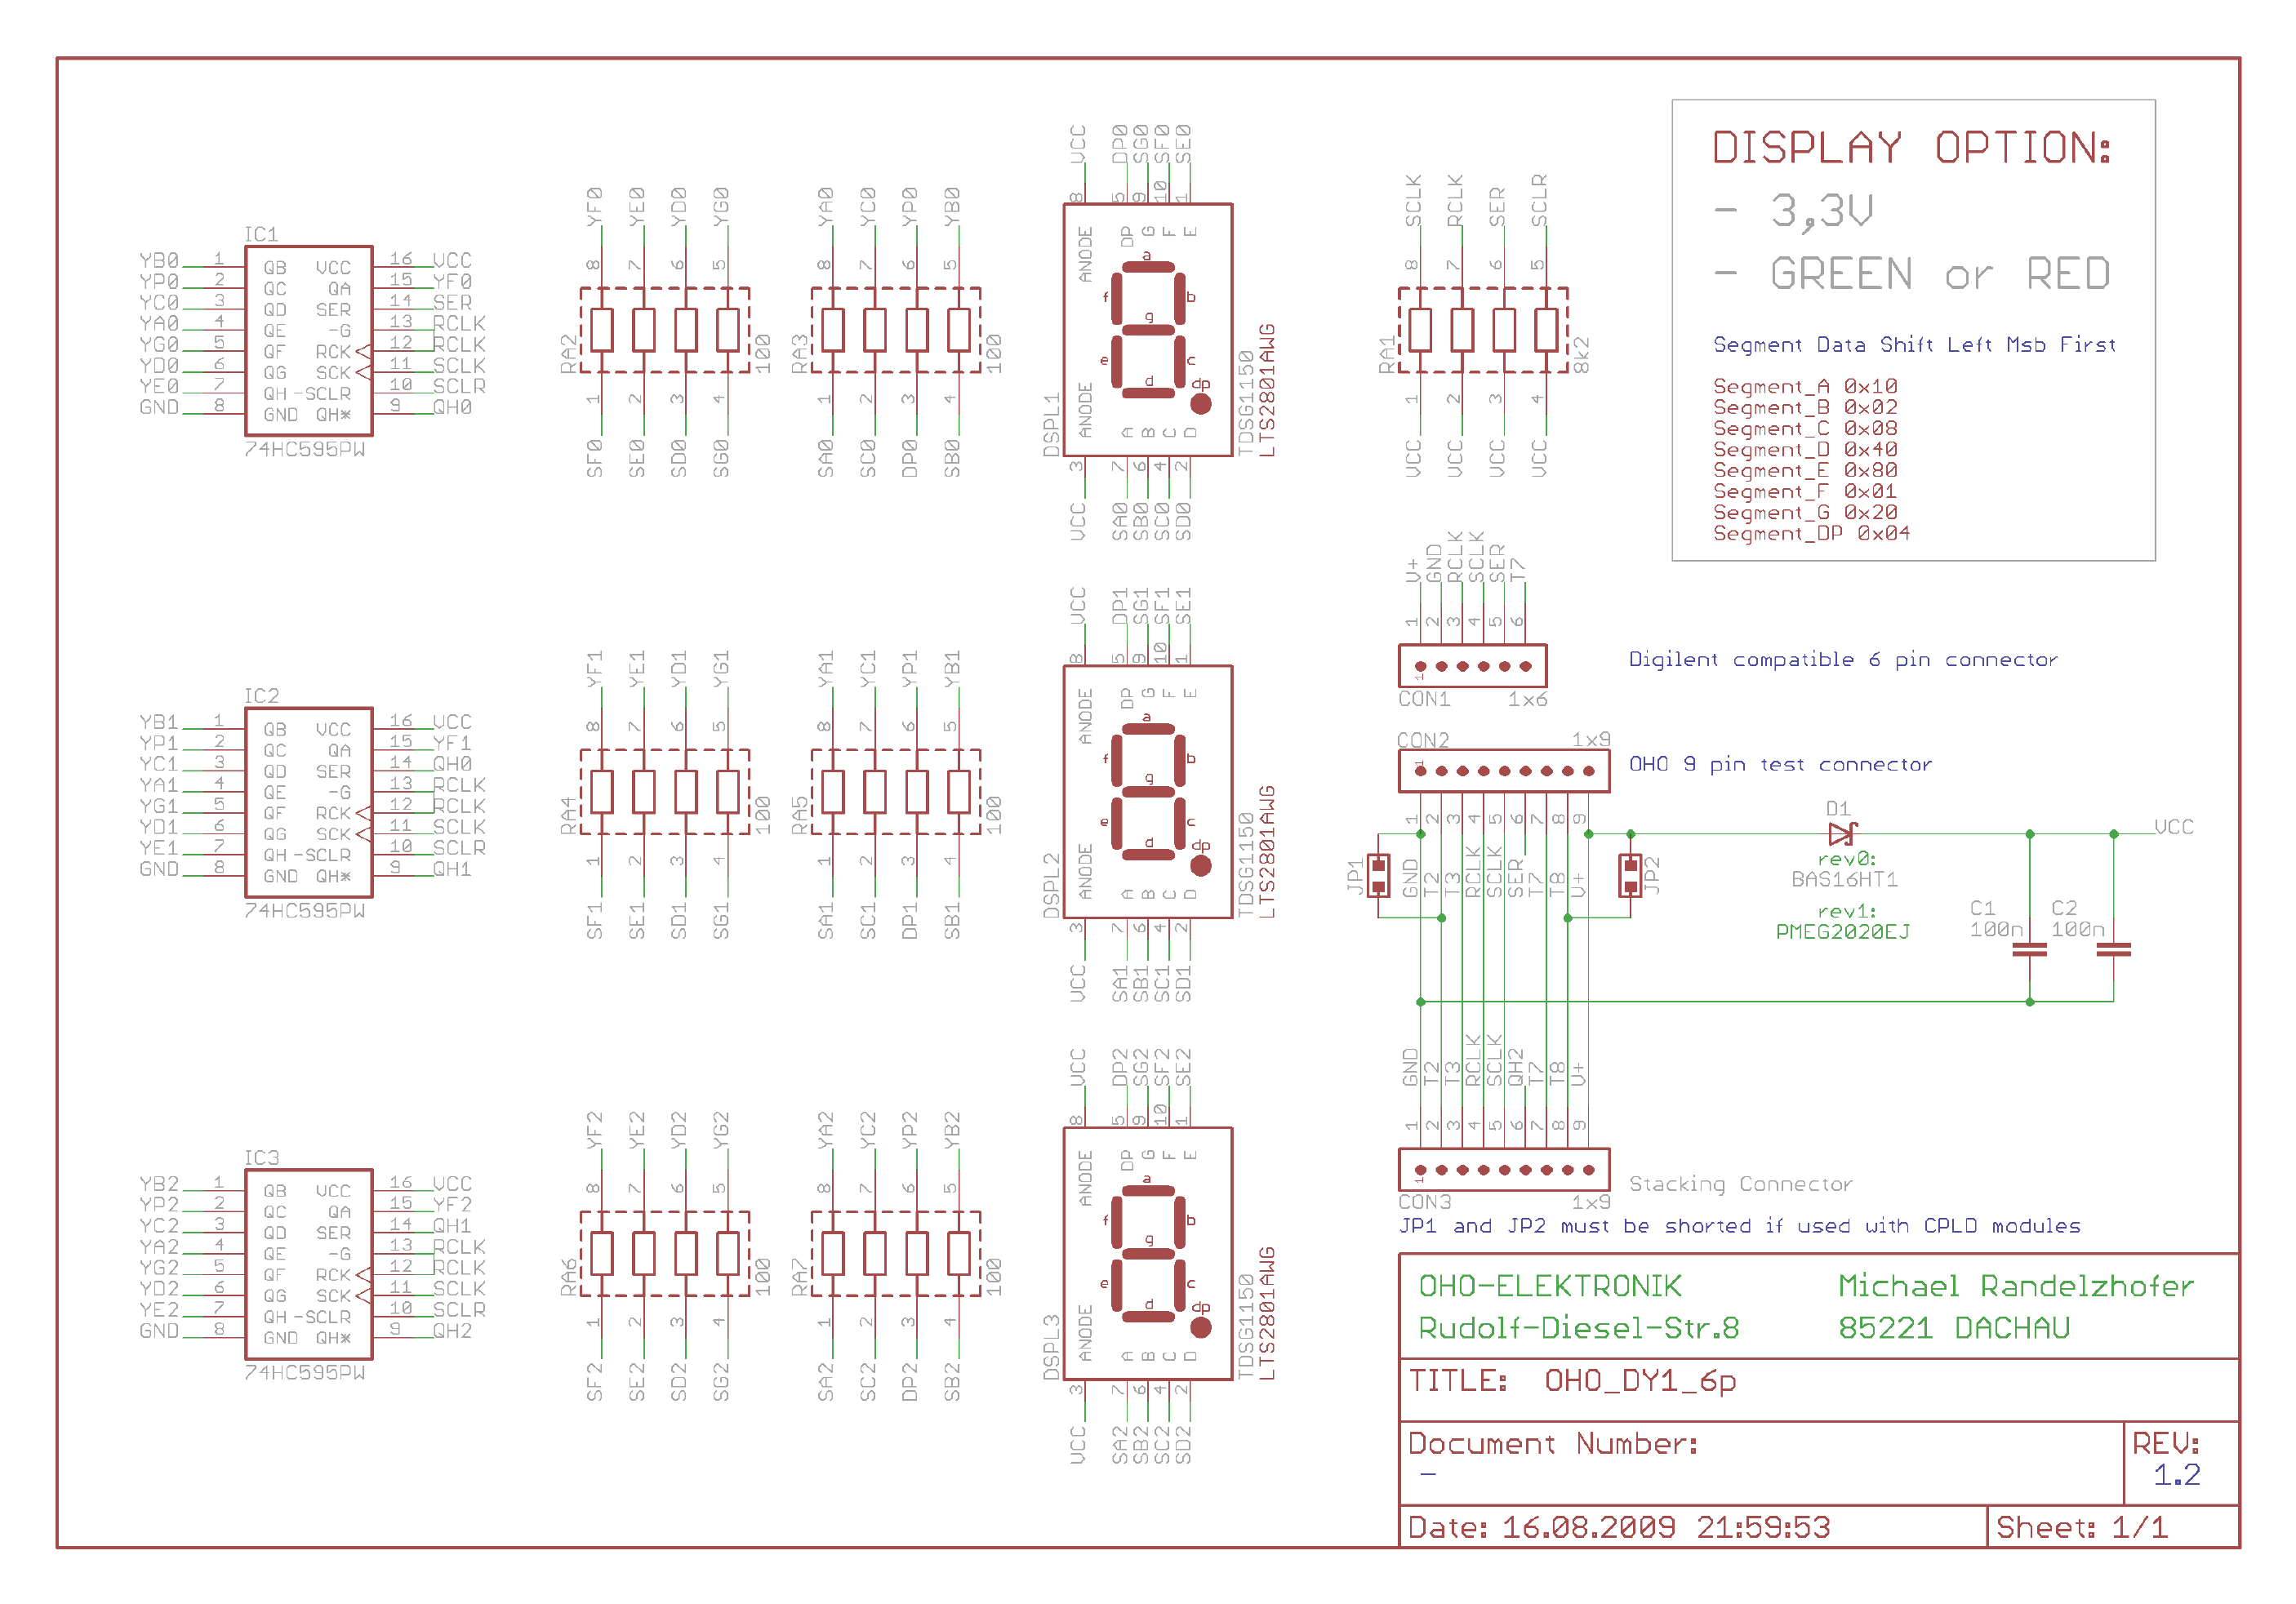 DISPLAY OPTION:
- 3,3V
- GREEN or RED
Segment Data Shift Left Msb First
Segment_A 0x10
Segment_B 0x02
Segment_C 0x08
Segment_D 0x40
Segment_E 0x80
Segment_F 0x01
Segment_G 0x20
Segment_DP 0x04
IC1
YB0 1 QB VCC 16 VCC
YP0 2 QC QA 15 YF0
YC0 3 QD SER 14 SER
YA0 4 QE -G 13 RCLK
YG0 5 QF RCK 12 RCLK
YD0 6 QG SCK 11 SCLK
YE0 7 QH -SCLR 10 SCLR
GND 8 GND QH* 9 QH0
74HC595PW
YF0 YE0 YD0 YG0
8 7 6 5
RA2 100
1 2 3 4
SF0 SE0 SD0 SG0
YA0 YC0 YP0 YB0
8 7 6 5
RA3 100
1 2 3 4
SA0 SC0 DP0 SB0
VCC DP0 SG0 SF0 SE0
8 5 9 10 1
ANODE DP G F E
a
f b
g
e c
d dp
ANODE A B C D
DSPL1 TDSG1150 LTS2801AWG
3 7 6 4 2
VCC SA0 SB0 SC0 SD0
SCLK RCLK SER SCLR
8 7 6 5
RA1 8k2
1 2 3 4
VCC VCC VCC VCC
IC2
YB1 1 QB VCC 16 VCC
YP1 2 QC QA 15 YF1
YC1 3 QD SER 14 QH0
YA1 4 QE -G 13 RCLK
YG1 5 QF RCK 12 RCLK
YD1 6 QG SCK 11 SCLK
YE1 7 QH -SCLR 10 SCLR
GND 8 GND QH* 9 QH1
74HC595PW
YF1 YE1 YD1 YG1
8 7 6 5
RA4 100
1 2 3 4
SF1 SE1 SD1 SG1
YA1 YC1 YP1 YB1
8 7 6 5
RA5 100
1 2 3 4
SA1 SC1 DP1 SB1
VCC DP1 SG1 SF1 SE1
8 5 9 10 1
ANODE DP G F E
a
f b
g
e c
d dp
ANODE A B C D
DSPL2 TDSG1150 LTS2801AWG
3 7 6 4 2
VCC SA1 SB1 SC1 SD1
V+ GND RCLK SCLK SER T7
1 2 3 4 5 6
1
CON1 1x6
Digilent compatible 6 pin connector
CON2 1x9
1
OHO 9 pin test connector
1 2 3 4 5 6 7 8 9
GND T2 T3 RCLK SCLK SER T7 T8 V+
JP1 JP2
D1
VCC
rev0:
BAS16HT1
rev1:
PMEG2020EJ
C1 C2
100n 100n
GND T2 T3 RCLK SCLK QH2 T7 T8 V+
1 2 3 4 5 6 7 8 9
1
CON3 1x9
Stacking Connector
JP1 and JP2 must be shorted if used with CPLD modules
IC3
YB2 1 QB VCC 16 VCC
YP2 2 QC QA 15 YF2
YC2 3 QD SER 14 QH1
YA2 4 QE -G 13 RCLK
YG2 5 QF RCK 12 RCLK
YD2 6 QG SCK 11 SCLK
YE2 7 QH -SCLR 10 SCLR
GND 8 GND QH* 9 QH2
74HC595PW
YF2 YE2 YD2 YG2
8 7 6 5
RA6 100
1 2 3 4
SF2 SE2 SD2 SG2
YA2 YC2 YP2 YB2
8 7 6 5
RA7 100
1 2 3 4
SA2 SC2 DP2 SB2
VCC DP2 SG2 SF2 SE2
8 5 9 10 1
ANODE DP G F E
a
f b
g
e c
d dp
ANODE A B C D
DSPL3 TDSG1150 LTS2801AWG
3 7 6 4 2
VCC SA2 SB2 SC2 SD2
OHO-ELEKTRONIK Michael Randelzhofer
Rudolf-Diesel-Str.8 85221 DACHAU
TITLE: OHO_DY1_6p
Document Number:
-
REV:
1.2
Date: 16.08.2009 21:59:53
Sheet: 1/1